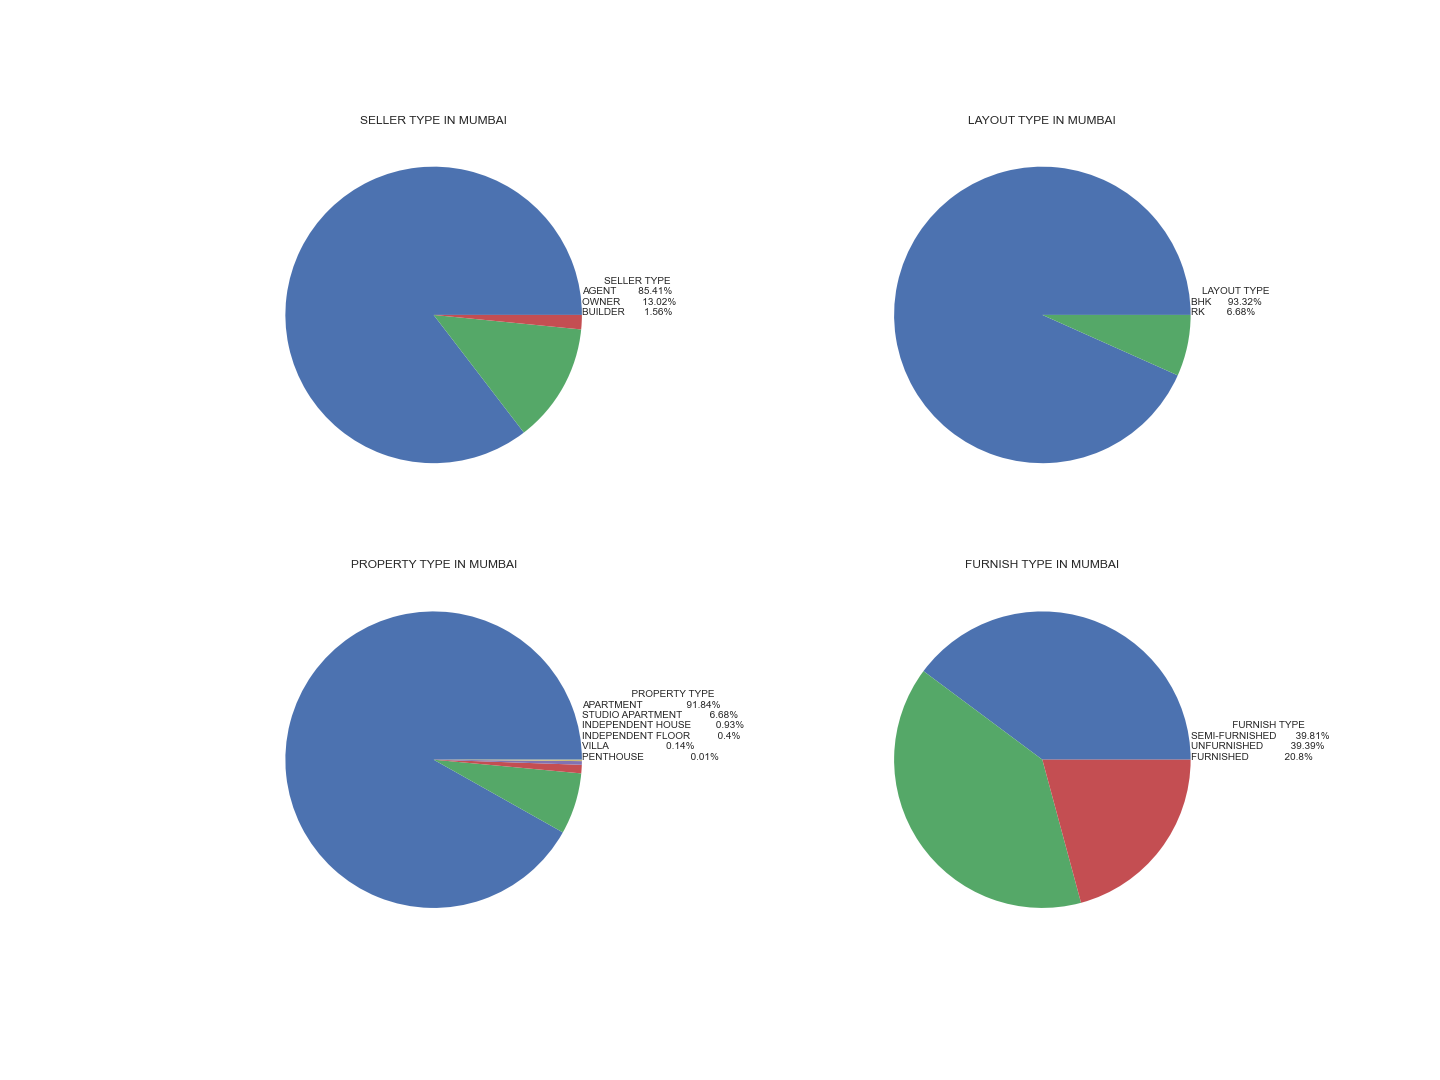 SELLER TYPE IN MUMBAI
SELLER TYPE
AGENT 85.41%
OWNER 13.02%
BUILDER 1.56%
LAYOUT TYPE IN MUMBAI
LAYOUT TYPE
BHK 93.32%
RK 6.68%
PROPERTY TYPE IN MUMBAI
PROPERTY TYPE
APARTMENT 91.84%
STUDIO APARTMENT 6.68%
INDEPENDENT HOUSE 0.93%
INDEPENDENT FLOOR 0.4%
VILLA 0.14%
PENTHOUSE 0.01%
FURNISH TYPE IN MUMBAI
FURNISH TYPE
SEMI-FURNISHED 39.81%
UNFURNISHED 39.39%
FURNISHED 20.8%